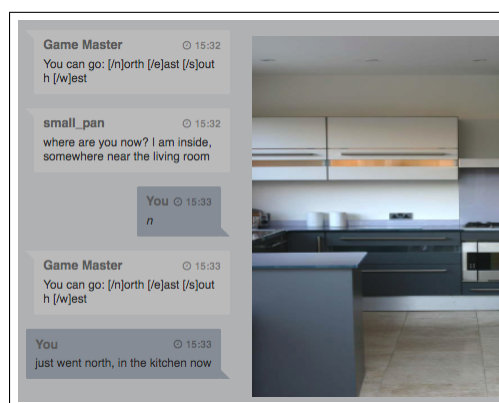 Game Master 15:32
You can go: [/n]orth [/e]ast [/s]out
h [/w]est
small_pan 15:32
where are you now? I am inside,
somewhere near the living room
You 15:33
n
Game Master 15:33
You can go: [/n]orth [/e]ast [/s]out
h [/w]est
You 15:33
just went north, in the kitchen now